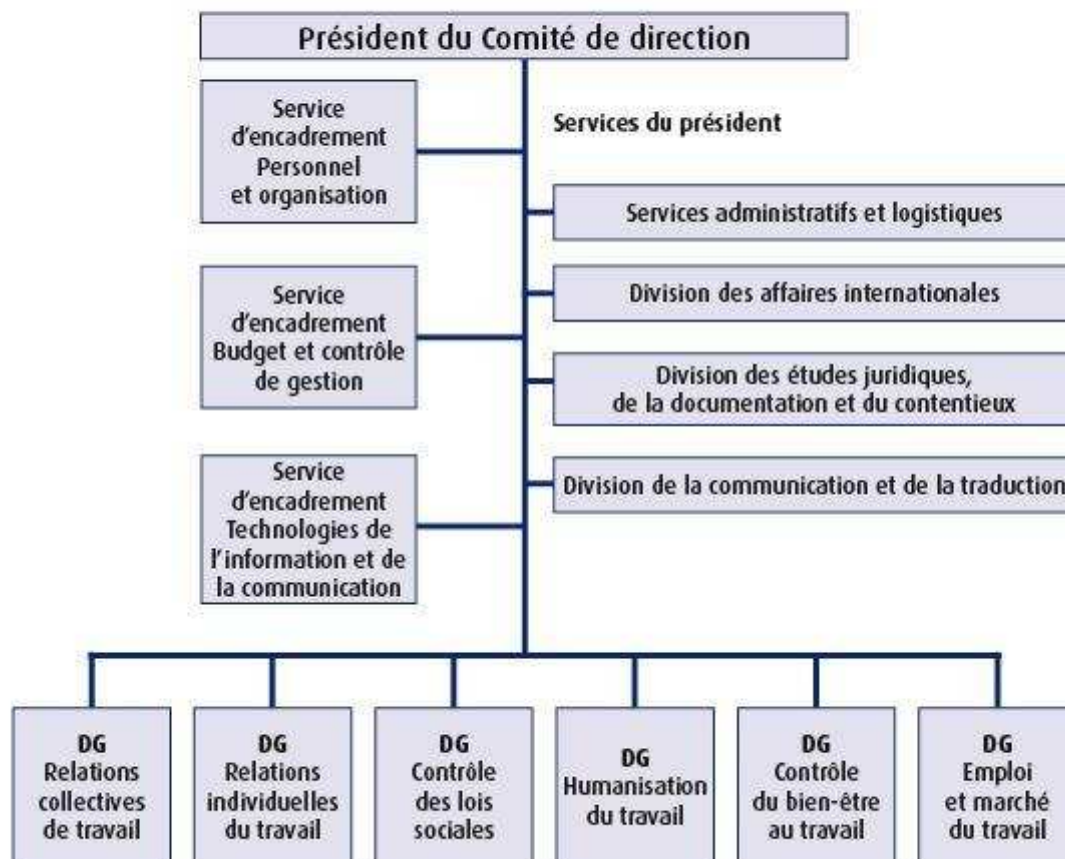 Président du Comité de direction
Service
d'encadrement
Personnel
et organisation
Services du président
Services administratifs et logistiques
Service
d'encadrement
Budget et contrôle
de gestion
Division des affaires internationales
Division des études juridiques,
de la documentation et du contentieux
Service
d'encadrement
Technologies de
l'information et de
la communication
Division de la communication et de la traduction
DG
Relations
collectives
de travail
DG
Relations
individuelles
du travail
DG
Contrôle
des lois
sociales
DG
Humanisation
du travail
DG
Contrôle
du bien-être
au travail
DG
Emploi
et marché
du travail